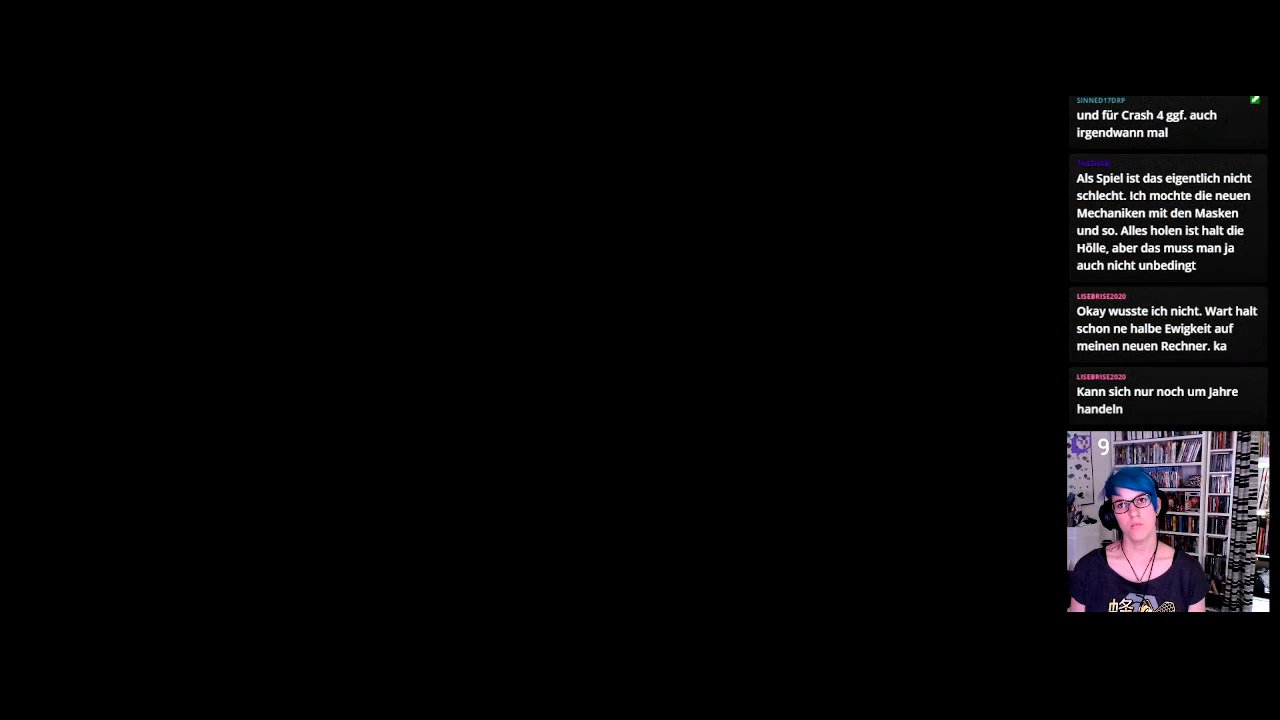 SINNED17DRP
und für Crash 4 ggf. auch
irgendwann mal
Als Spiel ist das eigentlich nicht
schlecht. Ich mochte die neuen
Mechaniken mit den Masken
und so. Alles holen ist halt die
Hölle, aber das muss man ja
auch nicht unbedingt
LISEBRISE2020
Okay wusste ich nicht. Wart halt
schon ne halbe Ewigkeit auf
meinen neuen Rechner. ka
LISEBRISE2020
Kann sich nur noch um Jahre
handeln
9